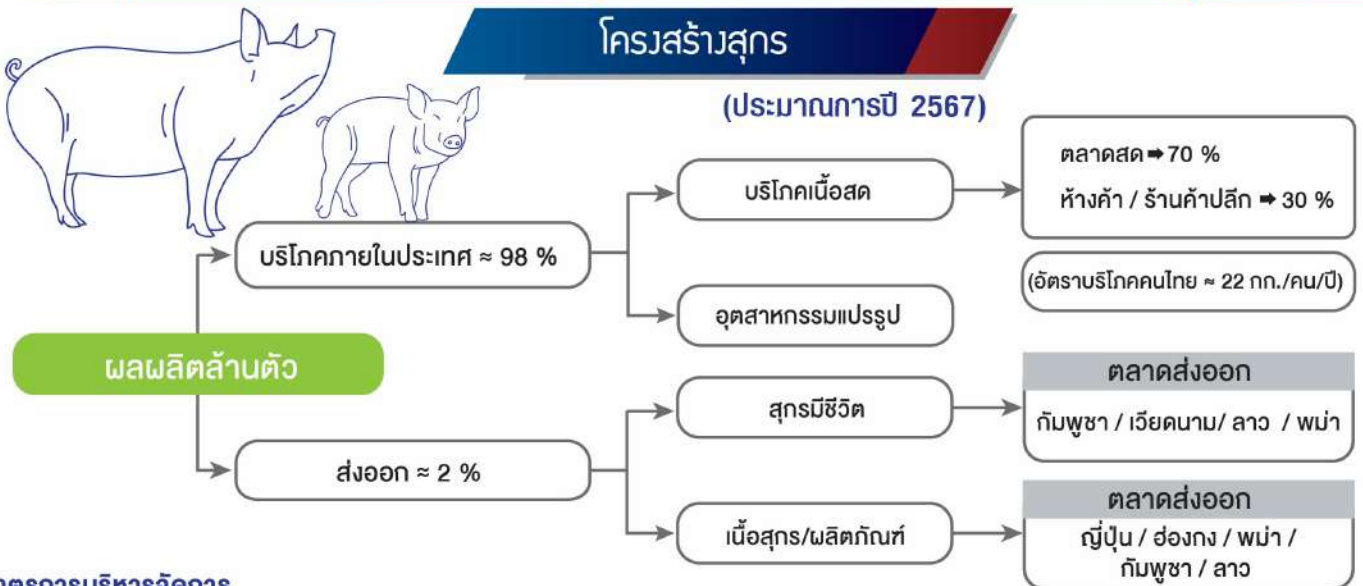 โครงสร้างสุกร
(ประมาณการปี 2567)
ตลาดสด ➡ 70 %
ห้างค้า / ร้านค้าปลีก ➡ 30 %
บริโภคเนื้อสด
บริโภคภายในประเทศ ≈ 98 %
(อัตราบริโภคคนไทย ≈ 22 กก./คน/ปี)
อุตสาหกรรมแปรรูป
ผลผลิตล้านตัว
ตลาดส่งออก
สุกรมีชีวิต
กัมพูชา / เวียดนาม/ ลาว / พม่า
ส่งออก ≈ 2 %
ตลาดส่งออก
เนื้อสุกร/ผลิตภัณฑ์
ญี่ปุ่น / ฮ่องกง / พม่า /
กัมพูชา / ลาว